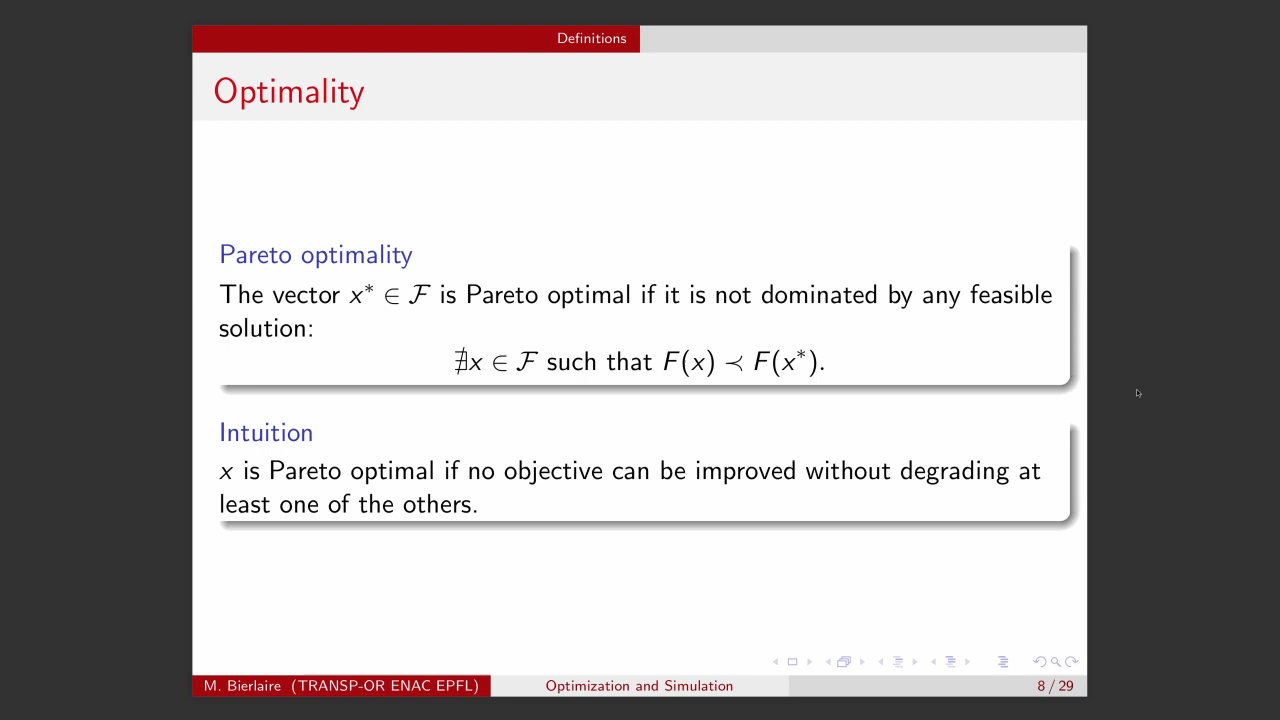 Definitions
Optimality
Pareto optimality
The vector x* ∈ ℱ is Pareto optimal if it is not dominated by any feasible
solution:
∄x ∈ ℱ such that F(x) ≺ F(x*).
Intuition
x is Pareto optimal if no objective can be improved without degrading at
least one of the others.
M. Bierlaire (TRANSP-OR ENAC EPFL) Optimization and Simulation 8 / 29